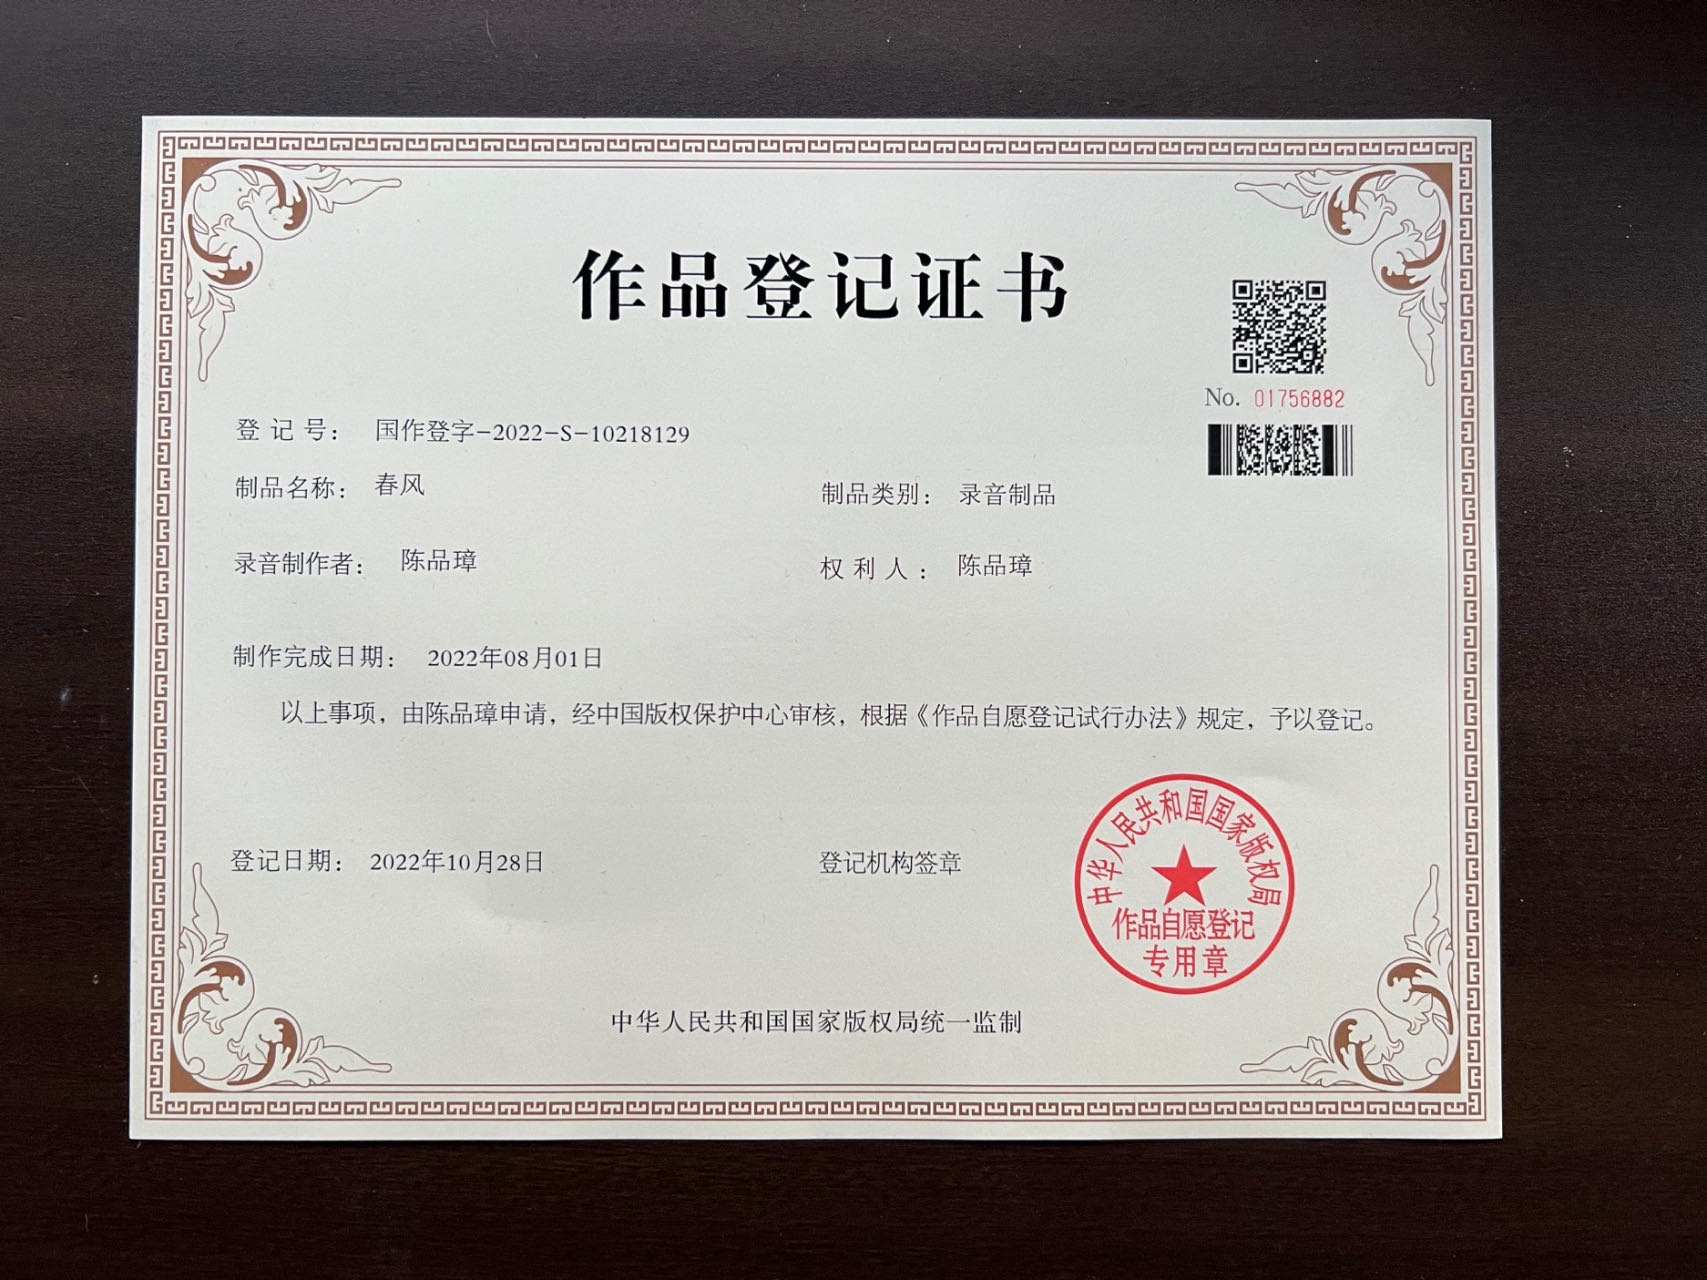 作品登记证书
No. 01756882
登记号： 国作登字-2022-S-10218129
制品名称： 春风
制品类别： 录音制品
录音制作者： 陈品璋
权利人： 陈品璋
制作完成日期： 2022年08月01日
以上事项，由陈品璋申请，经中国版权保护中心审核，根据《作品自愿登记试行办法》规定，予以登记。
登记日期： 2022年10月28日
登记机构签章
中华人民共和国国家版权局
作品自愿登记
专用章
中华人民共和国国家版权局统一监制